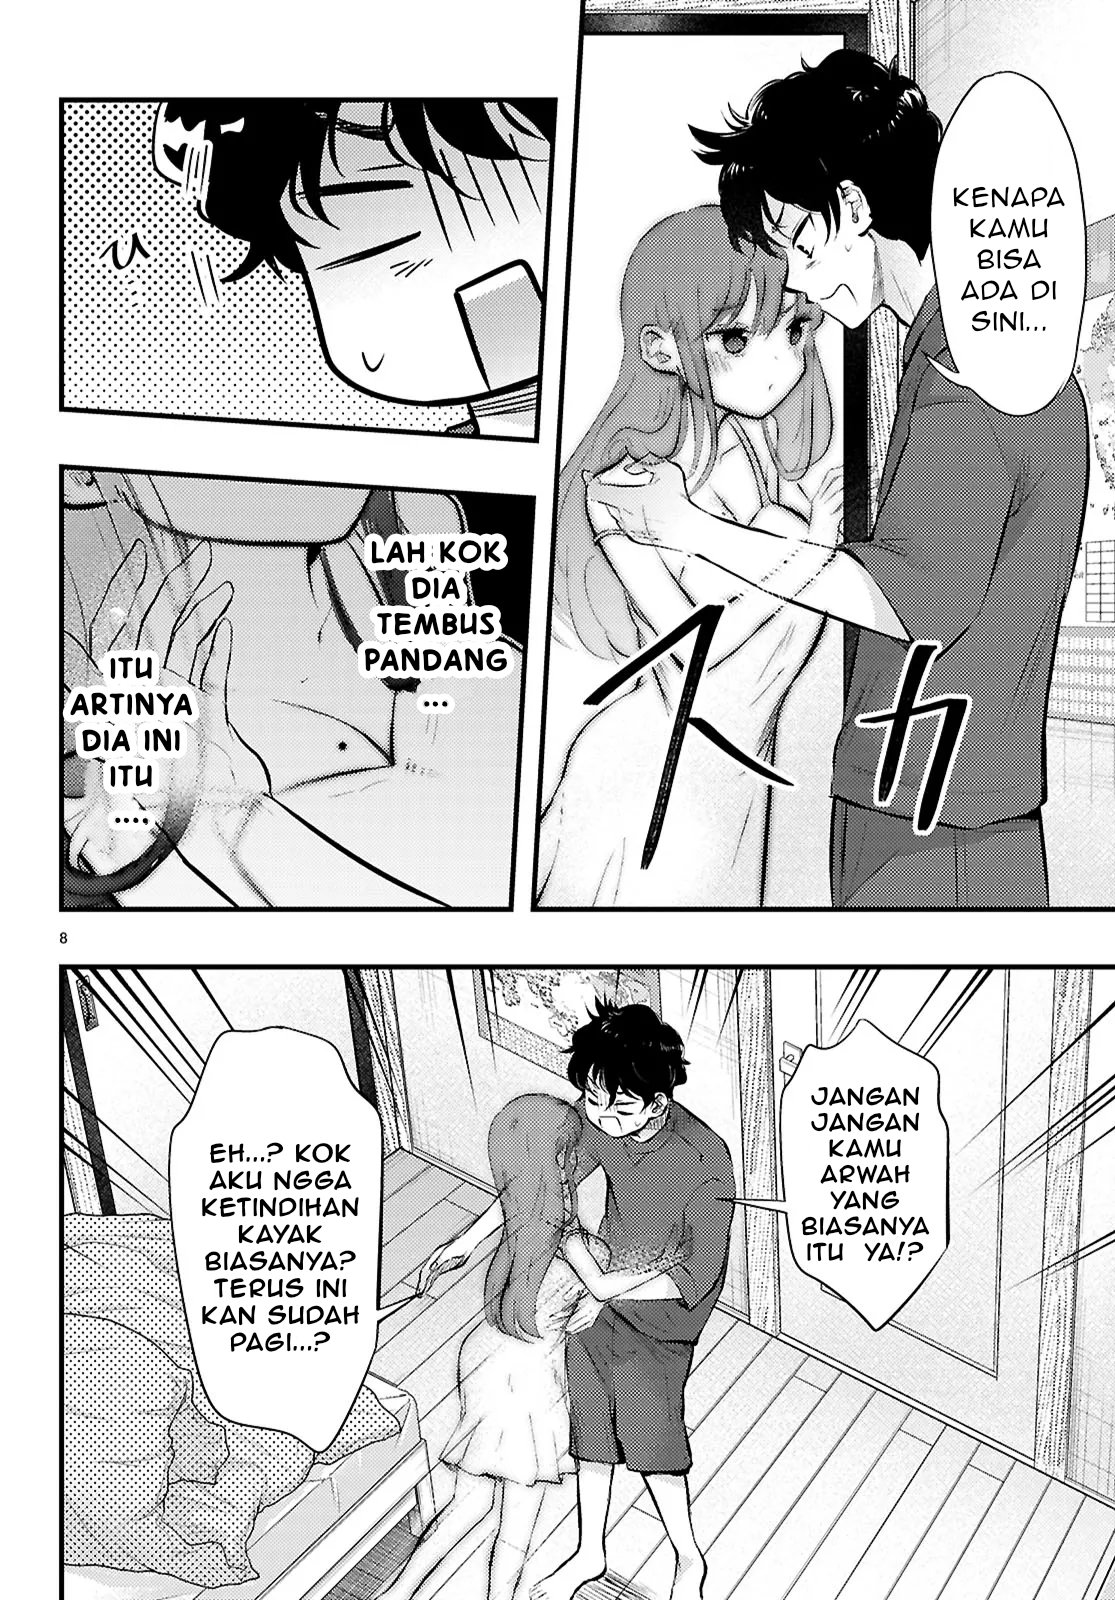 KENAPA
KAMU
BISA
ADA DI
SINI...
スカ
LAH KOK
DIA
TEMBUS
PANDANG
...
ITU
ARTINYA
DIA INI
ITU
....
8
JANGAN
JANGAN
KAMU
ARWAH
YANG
BIASANYA
ITU YA!?
EH...? KOK
AKU NGGA
KETINDIHAN
KAYAK
BIASANYA?
TERUS INI
KAN SUDAH
PAGI...?